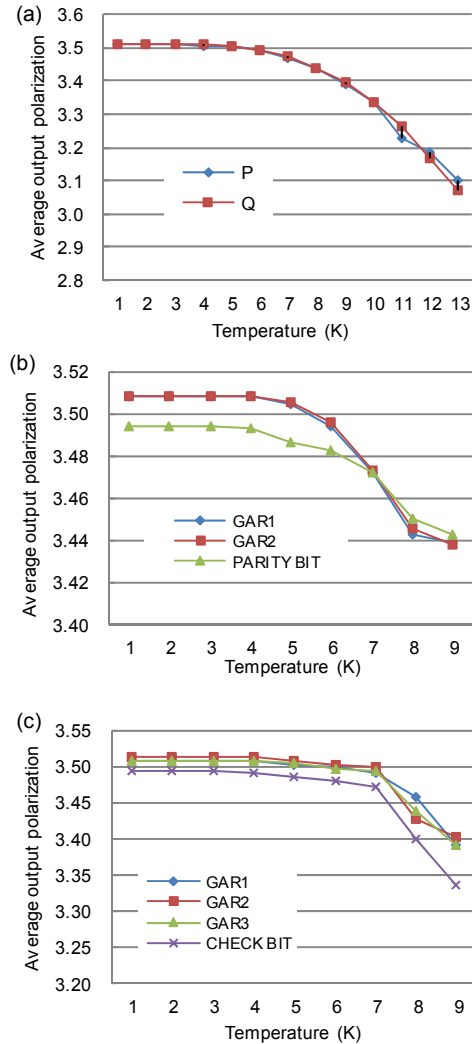 (a)
Average output polarization
3.6
3.5
3.4
3.3
3.2
3.1
3.0
2.9
2.8
P
Q
1 2 3 4 5 6 7 8 9 10 11 12 13
Temperature (K)
(b)
Average output polarization
3.52
3.50
3.48
3.46
3.44
3.42
3.40
GAR1
GAR2
PARITY BIT
1 2 3 4 5 6 7 8 9
Temperature (K)
(c)
Average output polarization
3.55
3.50
3.45
3.40
3.35
3.30
3.25
3.20
GAR1
GAR2
GAR3
CHECK BIT
1 2 3 4 5 6 7 8 9
Temperature (K)